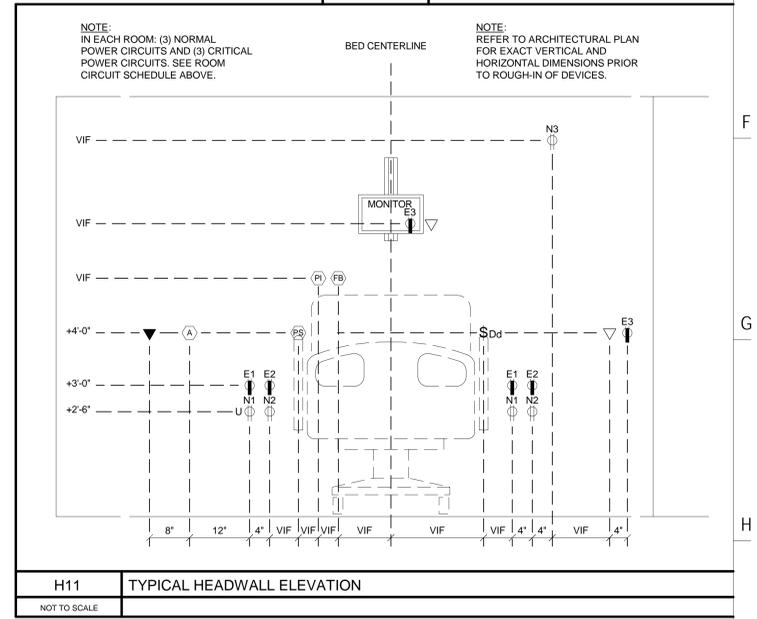 NOTE:
IN EACH ROOM: (3) NORMAL
POWER CIRCUITS AND (3) CRITICAL
POWER CIRCUITS. SEE ROOM
CIRCUIT SCHEDULE ABOVE.
BED CENTERLINE
NOTE:
REFER TO ARCHITECTURAL PLAN
FOR EXACT VERTICAL AND
HORIZONTAL DIMENSIONS PRIOR
TO ROUGH-IN OF DEVICES.
F
N3
VIF
MONITOR
E3
VIF
VIF
PI FB
+4'-0"
A
PS
$Dd
E3
G
E1 E2
E1 E2
+3'-0"
N1 N2
N1 N2
+2'-6"
U
8" 12" 4" VIF VIF VIF VIF VIF VIF 4" 4" VIF 4"
H
H11
TYPICAL HEADWALL ELEVATION
NOT TO SCALE